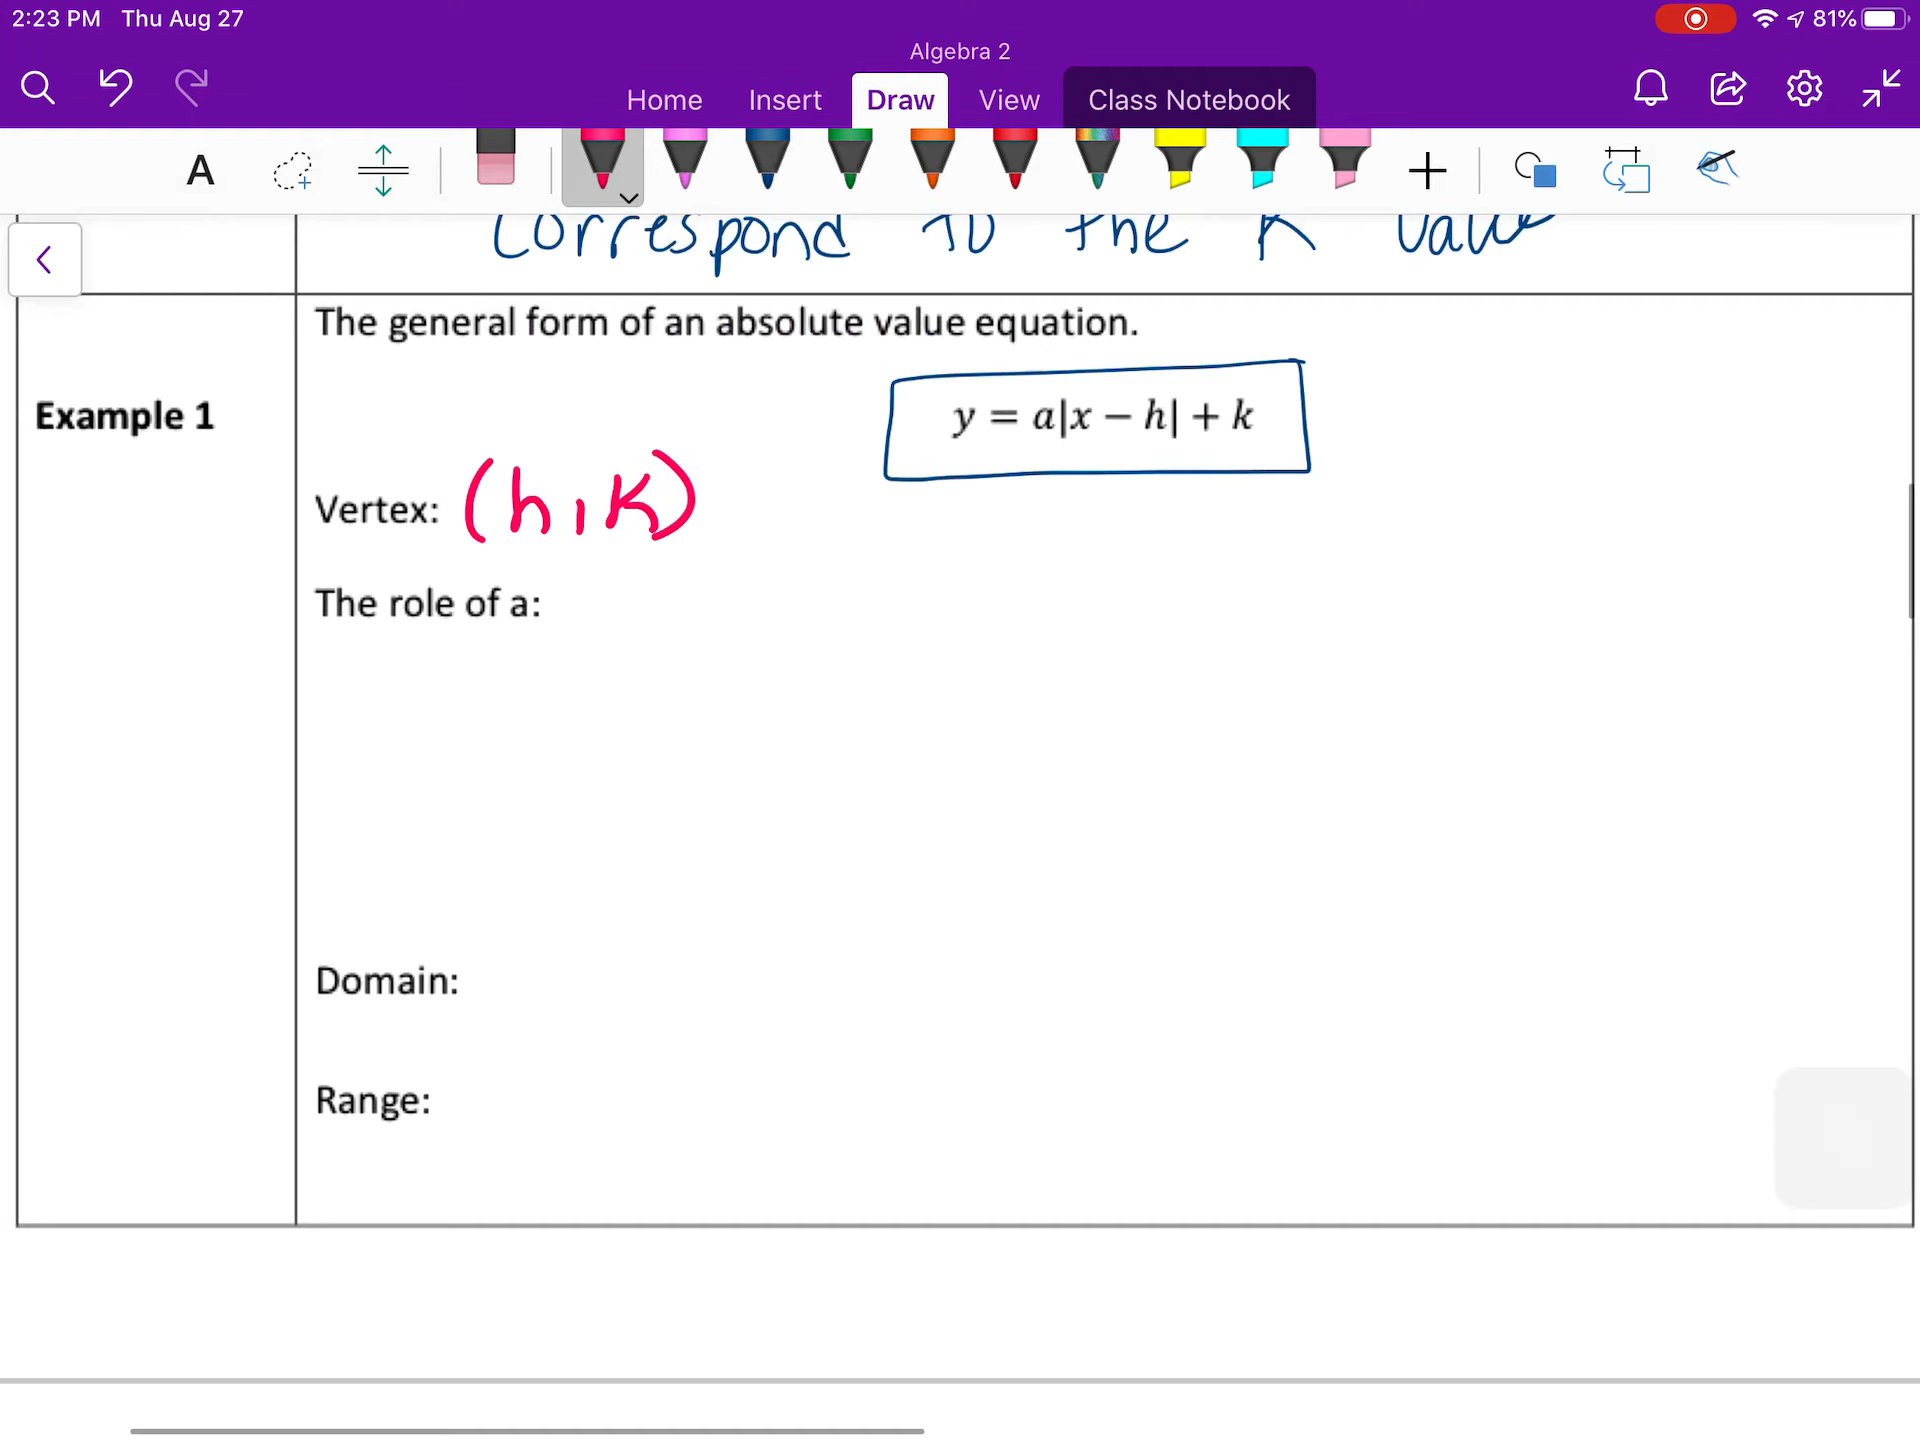 2:23 PM Thu Aug 27
81%
Algebra 2
Home Insert Draw View Class Notebook
A
Correspond to the K value
The general form of an absolute value equation.
Example 1
y = a|x − h| + k
Vertex: (h, K)
The role of a:
Domain:
Range: